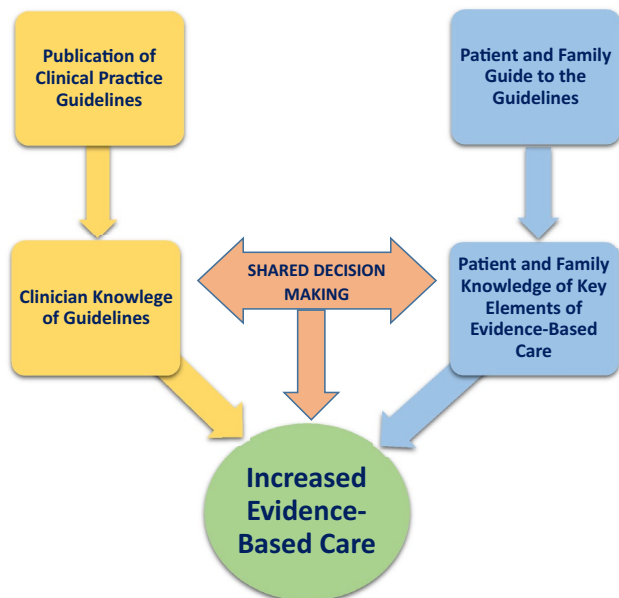 Publication of
Clinical Practice
Guidelines
Patient and Family
Guide to the
Guidelines
Clinician Knowlege
of Guidelines
SHARED DECISION
MAKING
Patient and Family
Knowledge of Key
Elements of
Evidence-Based
Care
Increased
Evidence-
Based Care